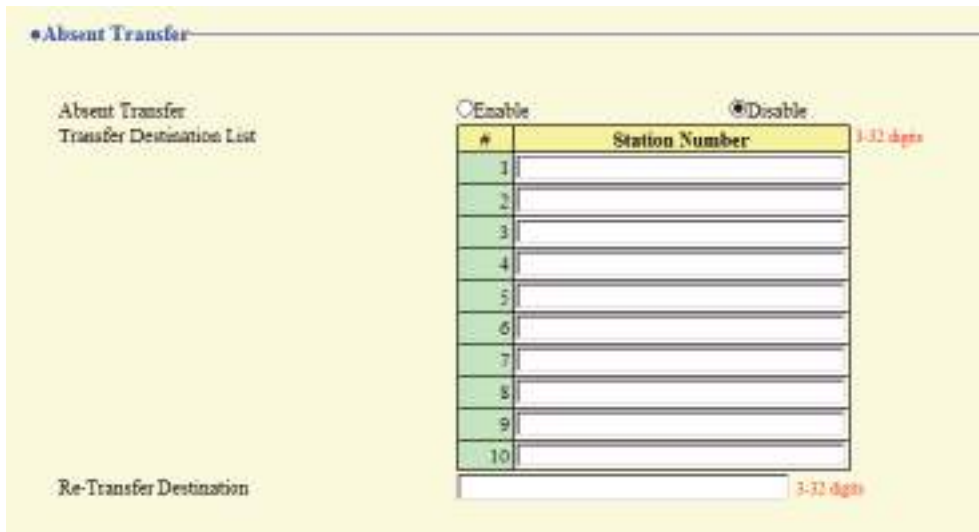 Absent Transfer
Absent Transfer
Enable
Disable
Transfer Destination List
#
Station Number
3-32 digits
1
2
3
4
5
6
7
8
9
10
Re-Transfer Destination
3-32 digits